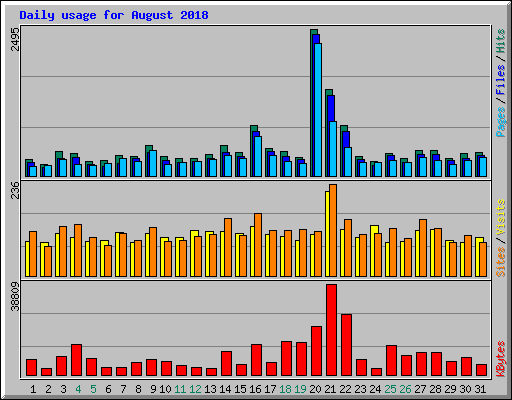 Daily usage for August 2018
2495
Pages / Files / Hits
236
Sites / Visits
38809
KBytes
1 2 3 4 5 6 7 8 9 10 11 12 13 14 15 16 17 18 19 20 21 22 23 24 25 26 27 28 29 30 31